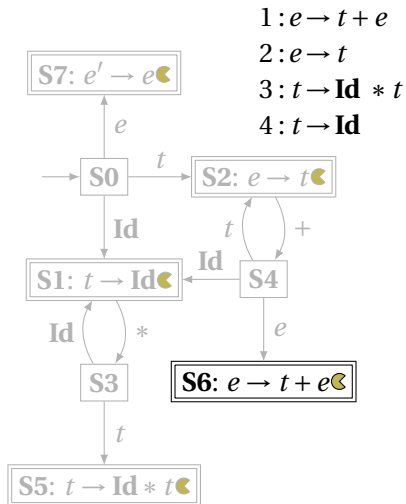 1 : e → t + e
2 : e → t
3 : t → Id ∗ t
4 : t → Id
S7: e′ → e
e
S0
t
S2: e → t
Id
t
+
Id
S4
S1: t → Id
Id
∗
e
S3
S6: e → t + e
t
S5: t → Id ∗ t